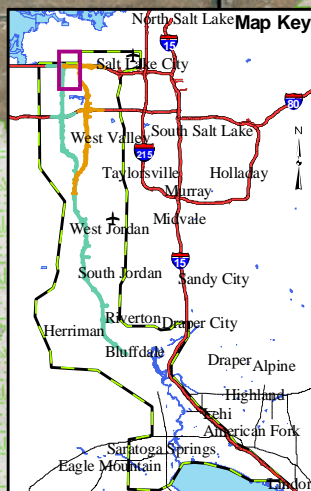 North Salt Lake
Map Key
15
Salt Lake City
80
South Salt Lake
West Valley
215
Taylorsville
Holladay
N
Murray
Midvale
West Jordan
15
South Jordan
Sandy City
Riverton
Draper City
Herriman
Bluffdale
Draper
Alpine
Highland
Lehi
American Fork
Saratoga Springs
Eagle Mountain